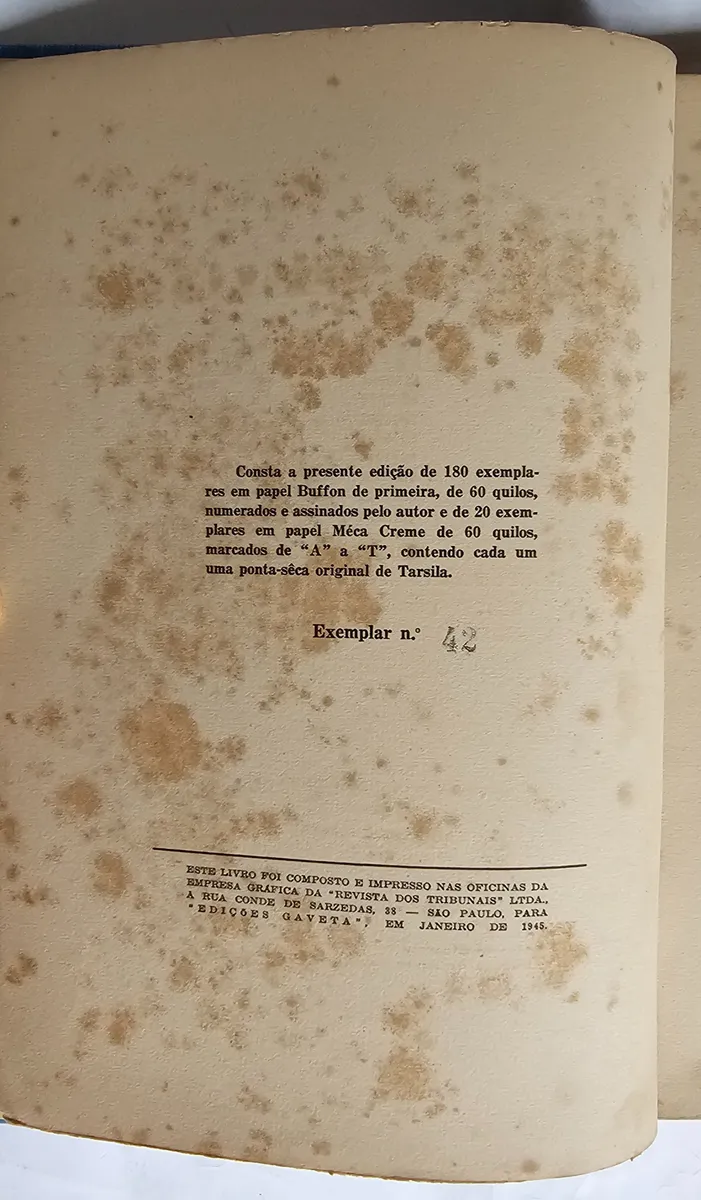 Consta a presente edição de 180 exempla-
res em papel Buffon de primeira, de 60 quilos,
numerados e assinados pelo autor e de 20 exem-
plares em papel Méca Creme de 60 quilos,
marcados de "A" a "T", contendo cada um
uma ponta-sêca original de Tarsila.
Exemplar n.º 42
ESTE LIVRO FOI COMPOSTO E IMPRESSO NAS OFICINAS DA
EMPRESA GRÁFICA DA "REVISTA DOS TRIBUNAIS" LTDA.,
A RUA CONDE DE SARZEDAS, 38 — SAO PAULO, PARA
"EDIÇÕES GAVETA", EM JANEIRO DE 1945.